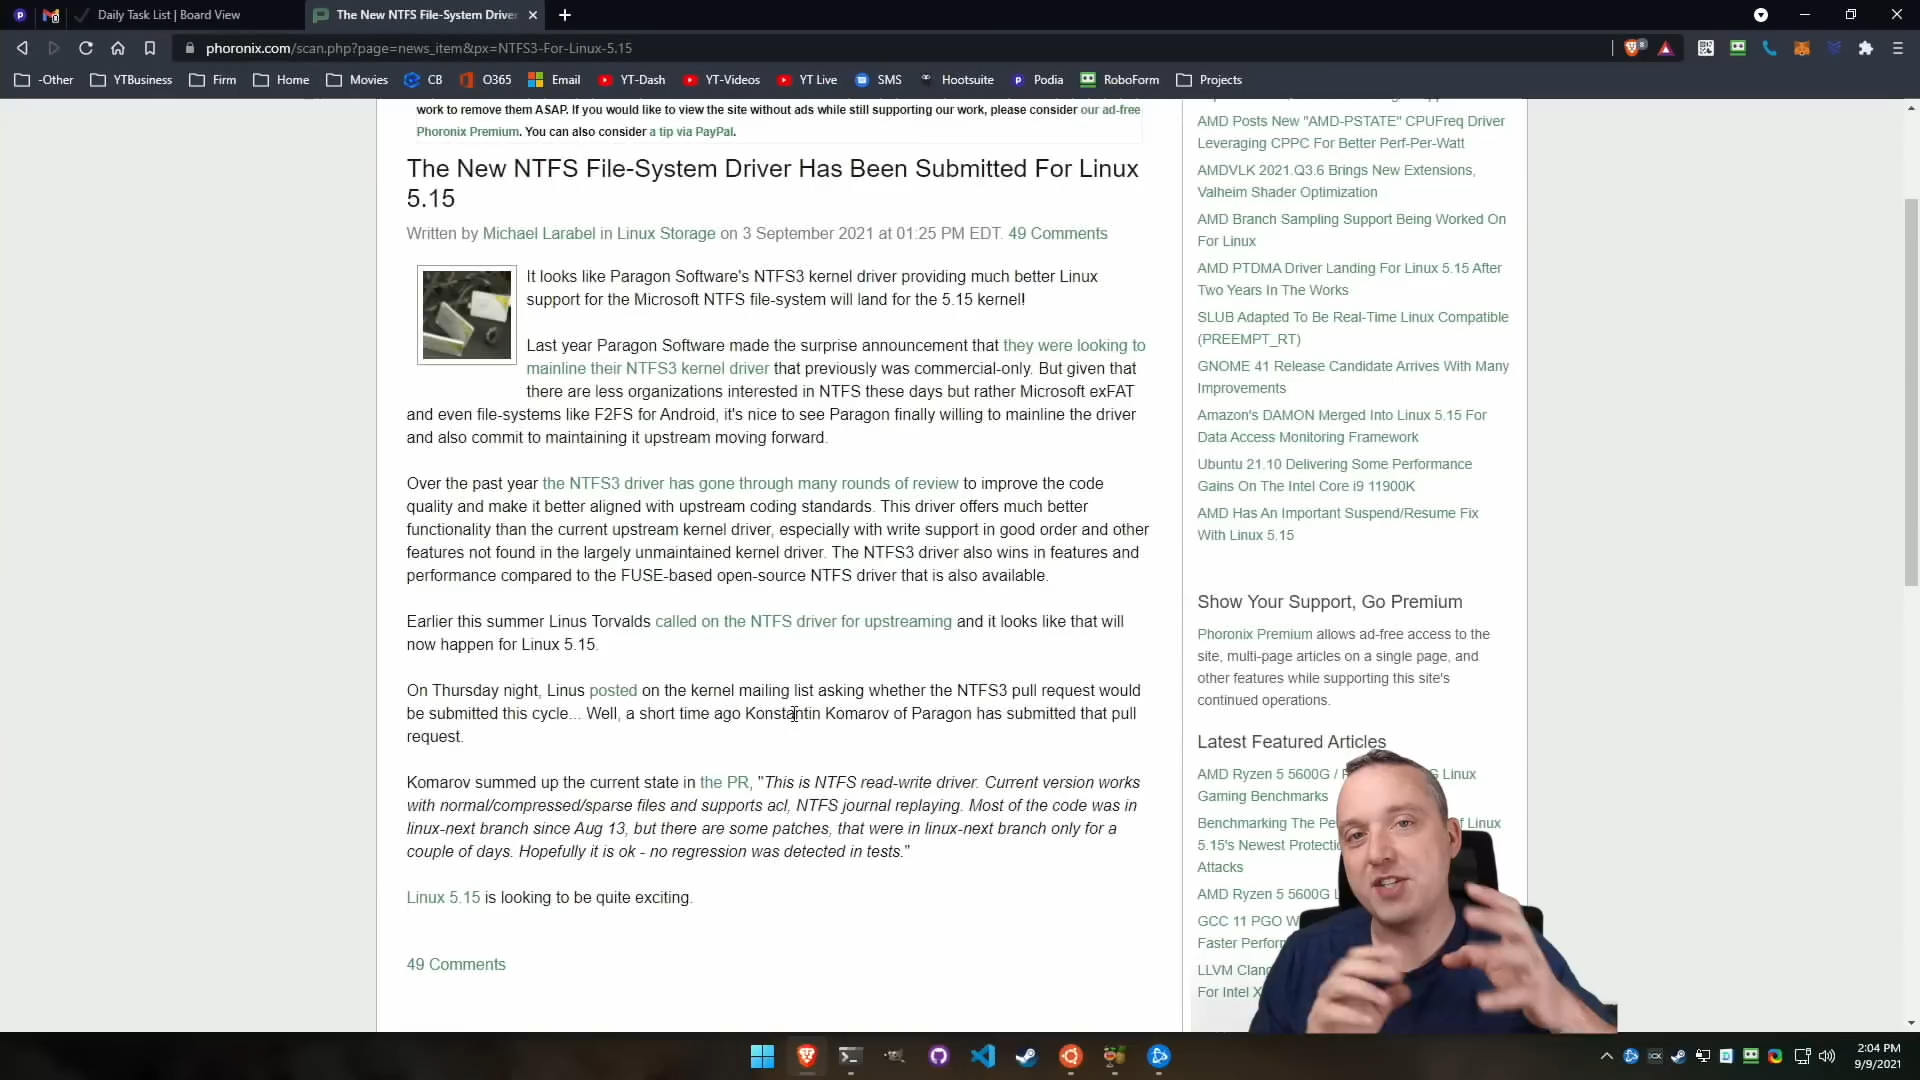 Daily Task List | Board View
The New NTFS File-System Driver
phoronix.com/scan.php?page=news_item&px=NTFS3-For-Linux-5.15
8
-Other
YTBusiness
Firm
Home
Movies
CB
O365
Email
YT-Dash
YT-Videos
YT Live
SMS
Hootsuite
Podia
RoboForm
Projects
work to remove them ASAP. If you would like to view the site without ads while still supporting our work, please consider our ad-free
Phoronix Premium. You can also consider a tip via PayPal.
The New NTFS File-System Driver Has Been Submitted For Linux
5.15
Written by Michael Larabel in Linux Storage on 3 September 2021 at 01:25 PM EDT. 49 Comments
It looks like Paragon Software's NTFS3 kernel driver providing much better Linux
support for the Microsoft NTFS file-system will land for the 5.15 kernel!
Last year Paragon Software made the surprise announcement that they were looking to
mainline their NTFS3 kernel driver that previously was commercial-only. But given that
there are less organizations interested in NTFS these days but rather Microsoft exFAT
and even file-systems like F2FS for Android, it's nice to see Paragon finally willing to mainline the driver
and also commit to maintaining it upstream moving forward.
Over the past year the NTFS3 driver has gone through many rounds of review to improve the code
quality and make it better aligned with upstream coding standards. This driver offers much better
functionality than the current upstream kernel driver, especially with write support in good order and other
features not found in the largely unmaintained kernel driver. The NTFS3 driver also wins in features and
performance compared to the FUSE-based open-source NTFS driver that is also available.
Earlier this summer Linus Torvalds called on the NTFS driver for upstreaming and it looks like that will
now happen for Linux 5.15.
On Thursday night, Linus posted on the kernel mailing list asking whether the NTFS3 pull request would
be submitted this cycle... Well, a short time ago Konstantin Komarov of Paragon has submitted that pull
request.
Komarov summed up the current state in the PR, "This is NTFS read-write driver. Current version works
with normal/compressed/sparse files and supports acl, NTFS journal replaying. Most of the code was in
linux-next branch since Aug 13, but there are some patches, that were in linux-next branch only for a
couple of days. Hopefully it is ok - no regression was detected in tests."
Linux 5.15 is looking to be quite exciting.
49 Comments
AMD Posts New "AMD-PSTATE" CPUFreq Driver
Leveraging CPPC For Better Perf-Per-Watt
AMDVLK 2021.Q3.6 Brings New Extensions,
Valheim Shader Optimization
AMD Branch Sampling Support Being Worked On
For Linux
AMD PTDMA Driver Landing For Linux 5.15 After
Two Years In The Works
SLUB Adapted To Be Real-Time Linux Compatible
(PREEMPT_RT)
GNOME 41 Release Candidate Arrives With Many
Improvements
Amazon's DAMON Merged Into Linux 5.15 For
Data Access Monitoring Framework
Ubuntu 21.10 Delivering Some Performance
Gains On The Intel Core i9 11900K
AMD Has An Important Suspend/Resume Fix
With Linux 5.15
Show Your Support, Go Premium
Phoronix Premium allows ad-free access to the
site, multi-page articles on a single page, and
other features while supporting this site's
continued operations.
Latest Featured Articles
AMD Ryzen 5 5600G / G Linux
Gaming Benchmarks
Benchmarking The Pe f Linux
5.15's Newest Protecti
Attacks
AMD Ryzen 5 5600G L
GCC 11 PGO W
Faster Perfor
LLVM Clang
For Intel X
2:04 PM
9/9/2021